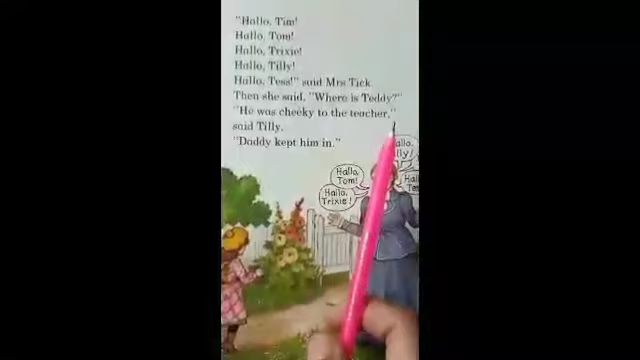 "Hallo, Tim!
Hallo, Tom!
Hallo, Trixie!
Hallo, Tilly!
Hallo, Tess!" said Mrs Tick
Then she said, "Where is Teddy?"
"He was cheeky to the teacher,"
said Tilly.
"Daddy kept him in."
Hallo,
Tom!
Hallo,
Trixie!